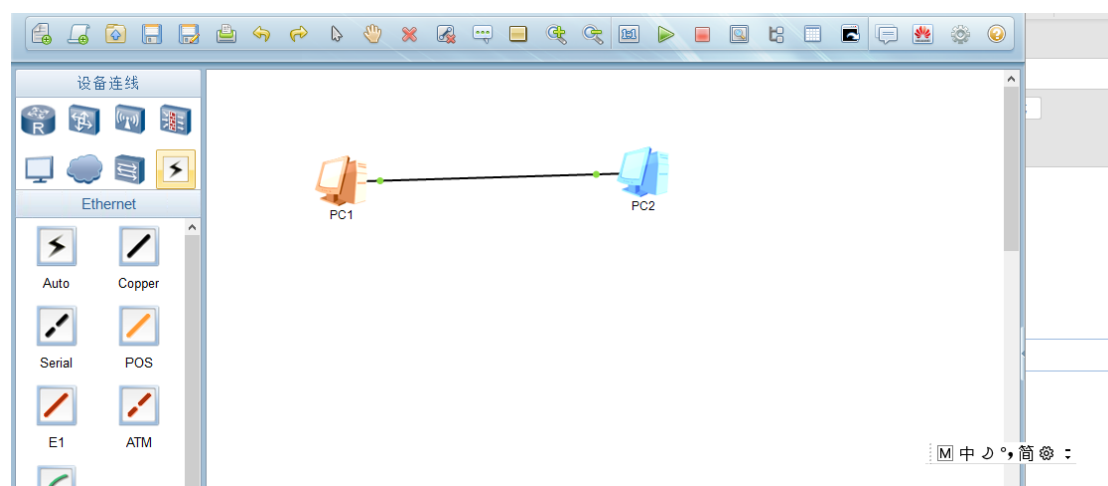 设备连线
R
Ethernet
PC1
PC2
Auto
Copper
Serial
POS
E1
ATM
M 中 简